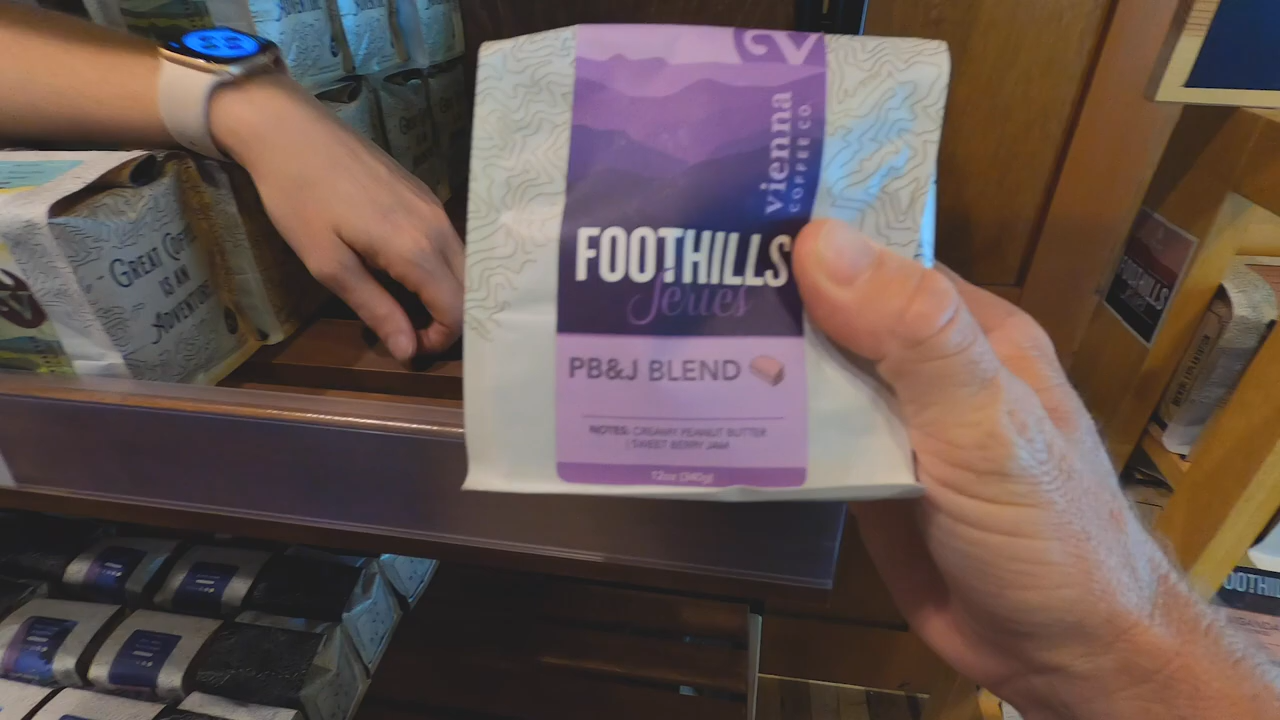 vienna
COFFEE CO.
FOOTHILLS
Series
PB&J BLEND
NOTES: CREAMY PEANUT BUTTER
| SWEET BERRY JAM
12oz (340g)
GREAT COFFEE
IS AN
ADVENTURE
FOOTHILLS
Series